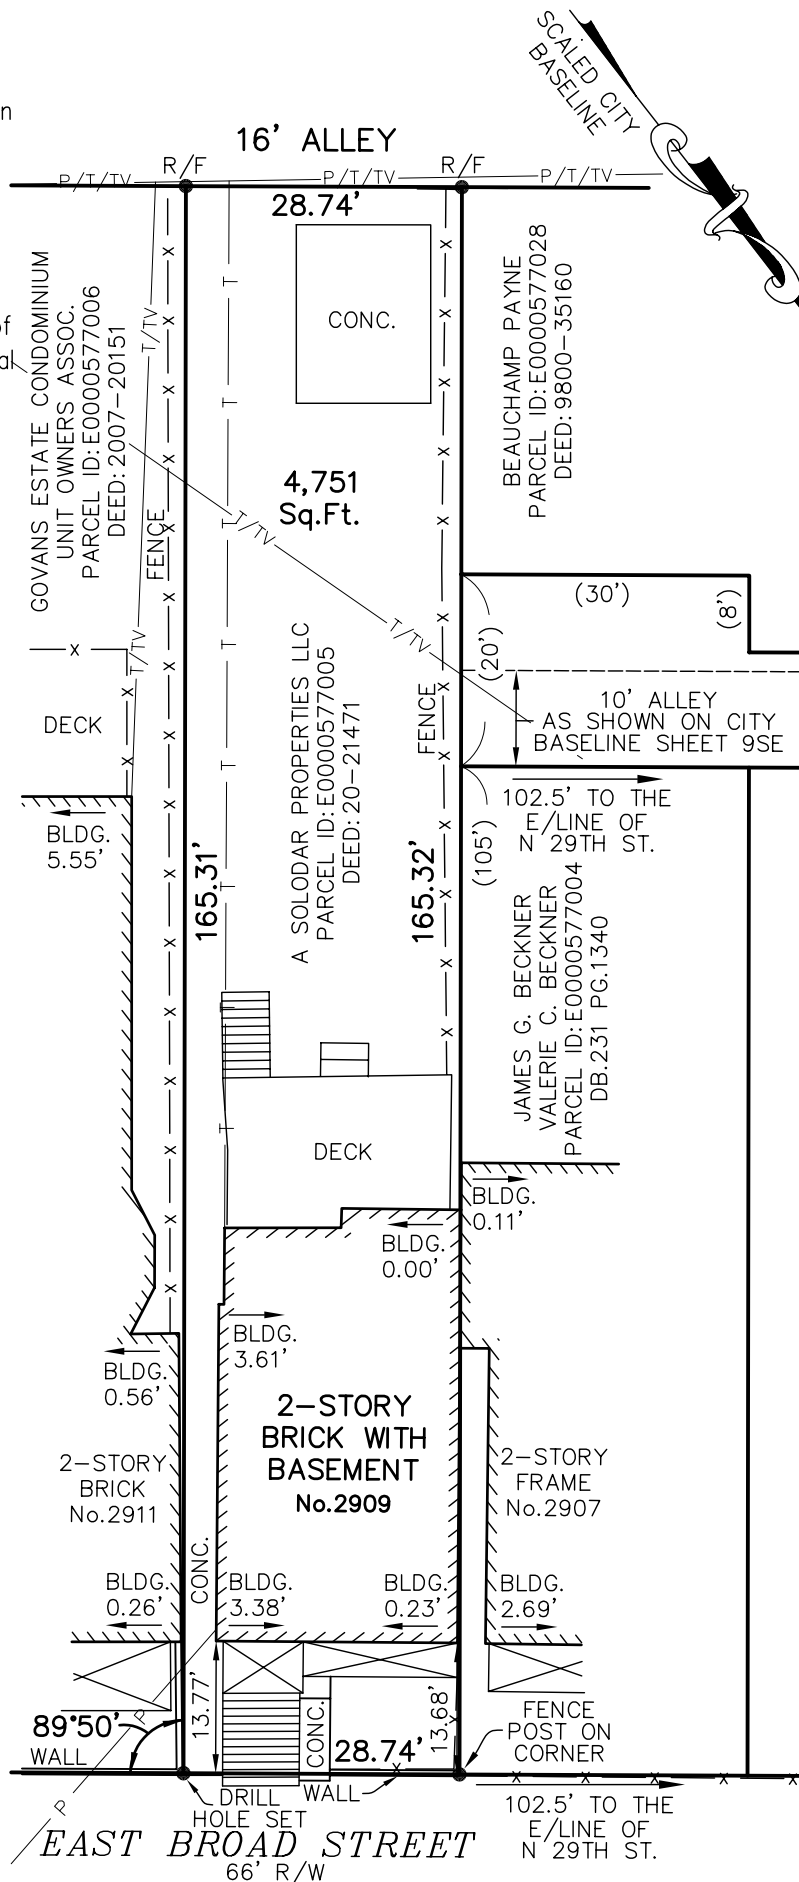 SCALED CITY
BASELINE
n
16' ALLEY
R/F
R/F
P/T/TV
P/T/TV
P/T/TV
28.74'
CONC.
GOVANS ESTATE CONDOMINIUM
UNIT OWNERS ASSOC.
PARCEL ID:E0000577006
DEED:2007-20151
of
al
T/TV
BEAUCHAMP PAYNE
PARCEL ID:E0000577028
DEED:9800-35160
T
T
4,751
Sq.Ft.
T/TV
T
FENCE
(30')
(8')
(20')
T/TV
T/TV
T
A SOLODAR PROPERTIES LLC
PARCEL ID:E0000577005
DEED:20-21471
FENCE
DECK
10' ALLEY
AS SHOWN ON CITY
BASELINE SHEET 9SE
102.5' TO THE
E/LINE OF
N 29TH ST.
BLDG.
5.55'
165.31'
T
165.32'
(105')
JAMES G. BECKNER
VALERIE C. BECKNER
PARCEL ID:E0000577004
DB.231 PG.1340
T
T
DECK
BLDG.
0.11'
BLDG.
0.00'
BLDG.
3.61'
BLDG.
0.56'
2-STORY
BRICK WITH
BASEMENT
No.2909
2-STORY
BRICK
No.2911
2-STORY
FRAME
No.2907
CONC.
BLDG.
0.26'
BLDG.
3.38'
BLDG.
0.23'
BLDG.
2.69'
13.77'
13.68'
P
89°50'
WALL
CONC.
28.74'
FENCE
POST ON
CORNER
DRILL
HOLE SET
WALL
102.5' TO THE
E/LINE OF
N 29TH ST.
P
EAST BROAD STREET
66' R/W